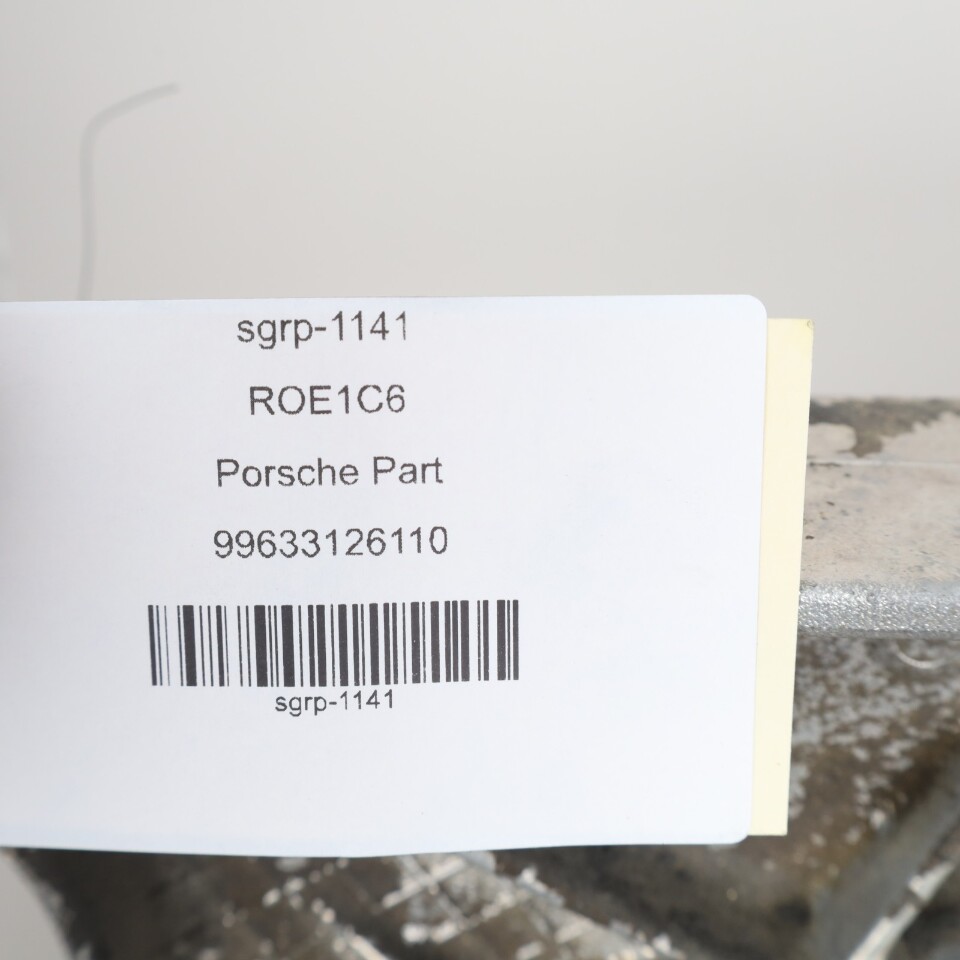 sgrp-1141
ROE1C6
Porsche Part
99633126110
sgrp-1141